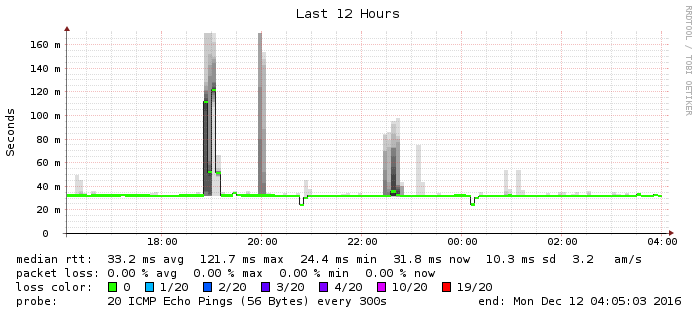 Last 12 Hours
RRDTOOL / TOBI OETIKER
Seconds
160 m
140 m
120 m
100 m
80 m
60 m
40 m
20 m
0
18:00 20:00 22:00 00:00 02:00 04:00
median rtt: 33.2 ms avg 121.7 ms max 24.4 ms min 31.8 ms now 10.3 ms sd 3.2 am/s
packet loss: 0.00 % avg 0.00 % max 0.00 % min 0.00 % now
loss color: 0 1/20 2/20 3/20 4/20 10/20 19/20
probe: 20 ICMP Echo Pings (56 Bytes) every 300s end: Mon Dec 12 04:05:03 2016